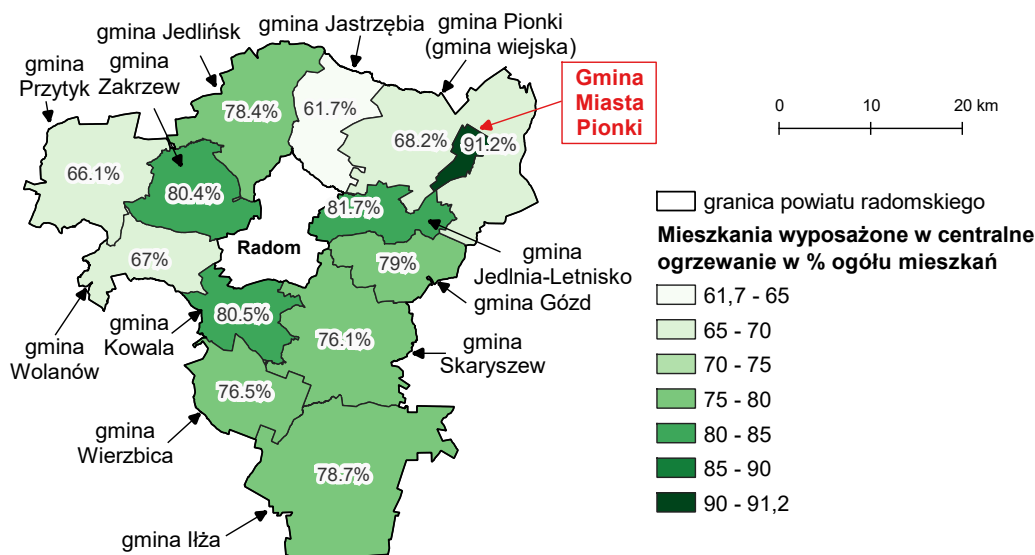 gmina Jastrzębia
gmina Pionki
(gmina wiejska)
gmina Jedlińsk
gmina
Zakrzew
gmina
Przytyk
Gmina
Miasta
Pionki
0 10 20 km
78.4%
61.7%
68.2%
91.2%
66.1%
80.4%
81.7%
Radom
67%
79%
gmina
Jedlnia-Letnisko
gmina Gózd
80.5%
76.1%
gmina
Kowala
gmina
Wolanów
gmina
Skaryszew
76.5%
gmina
Wierzbica
78.7%
gmina Iłża
granica powiatu radomskiego
Mieszkania wyposażone w centralne
ogrzewanie w % ogółu mieszkań
61,7 - 65
65 - 70
70 - 75
75 - 80
80 - 85
85 - 90
90 - 91,2